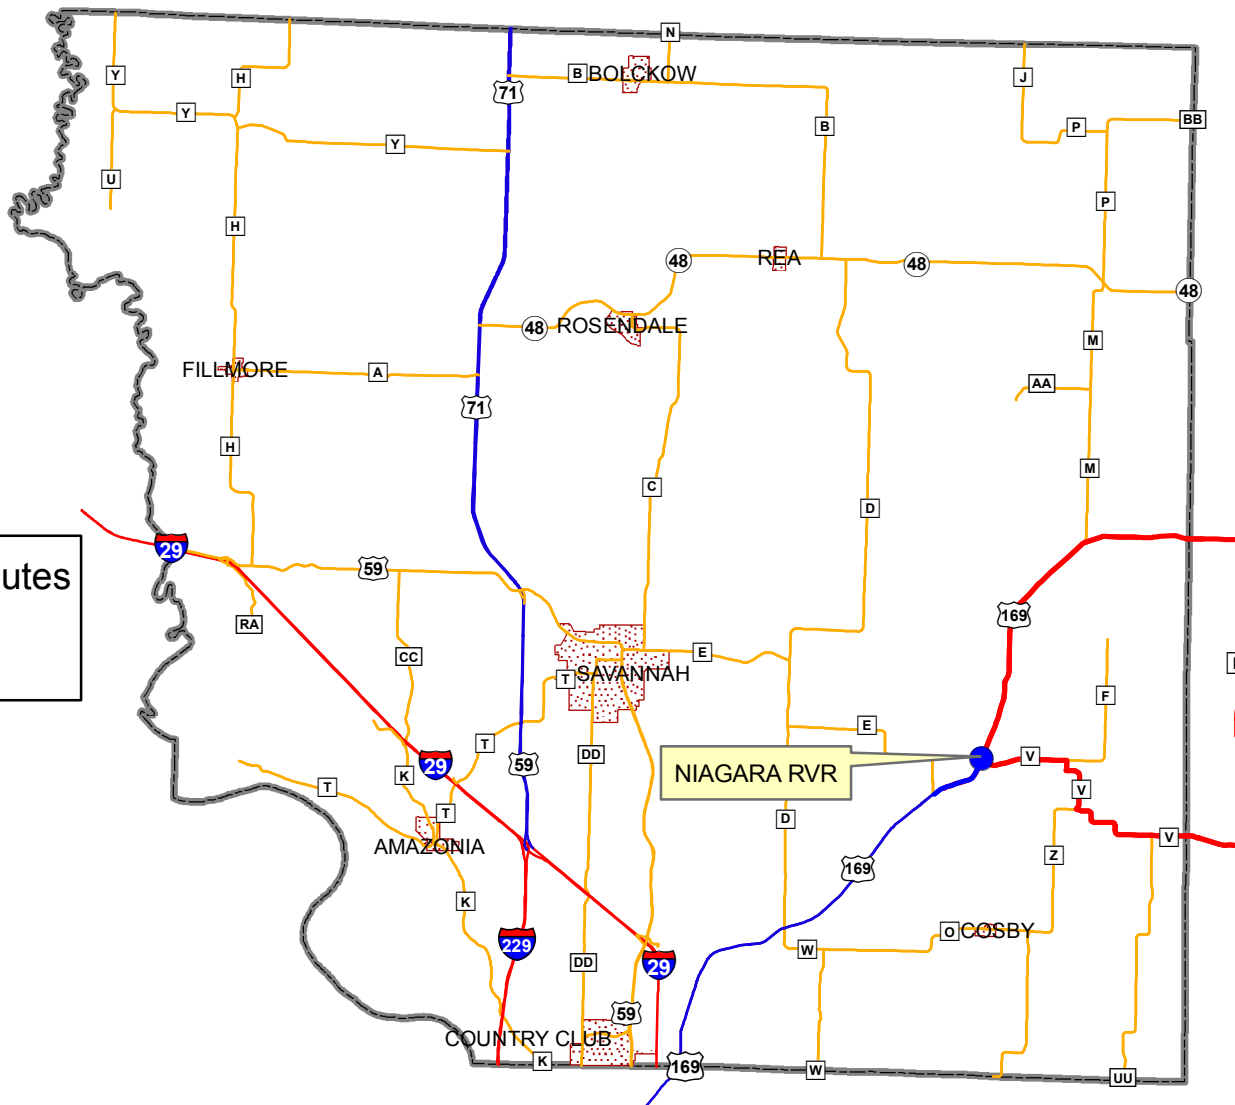 N
Y
H
B
BOLCKOW
J
71
Y
BB
B
P
Y
U
P
H
48
REA
48
48
48
ROSENDALE
M
FILLMORE
A
AA
71
H
M
C
D
29
59
utes
169
RA
CC
E
T
SAVANNAH
F
E
T
DD
29
59
NIAGARA RVR
V
K
T
V
T
D
AMAZONIA
V
Z
169
K
229
O
COSBY
W
DD
29
59
COUNTRY CLUB
K
169
W
UU